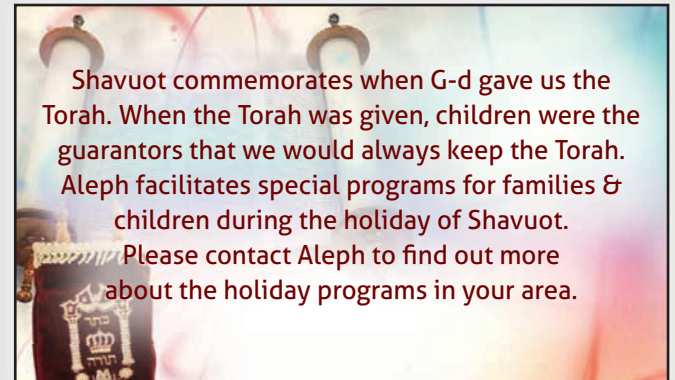 Shavuot commemorates when G-d gave us the
Torah. When the Torah was given, children were the
guarantors that we would always keep the Torah.
Aleph facilitates special programs for families &
children during the holiday of Shavuot.
Please contact Aleph to find out more
about the holiday programs in your area.
כתר
תורה